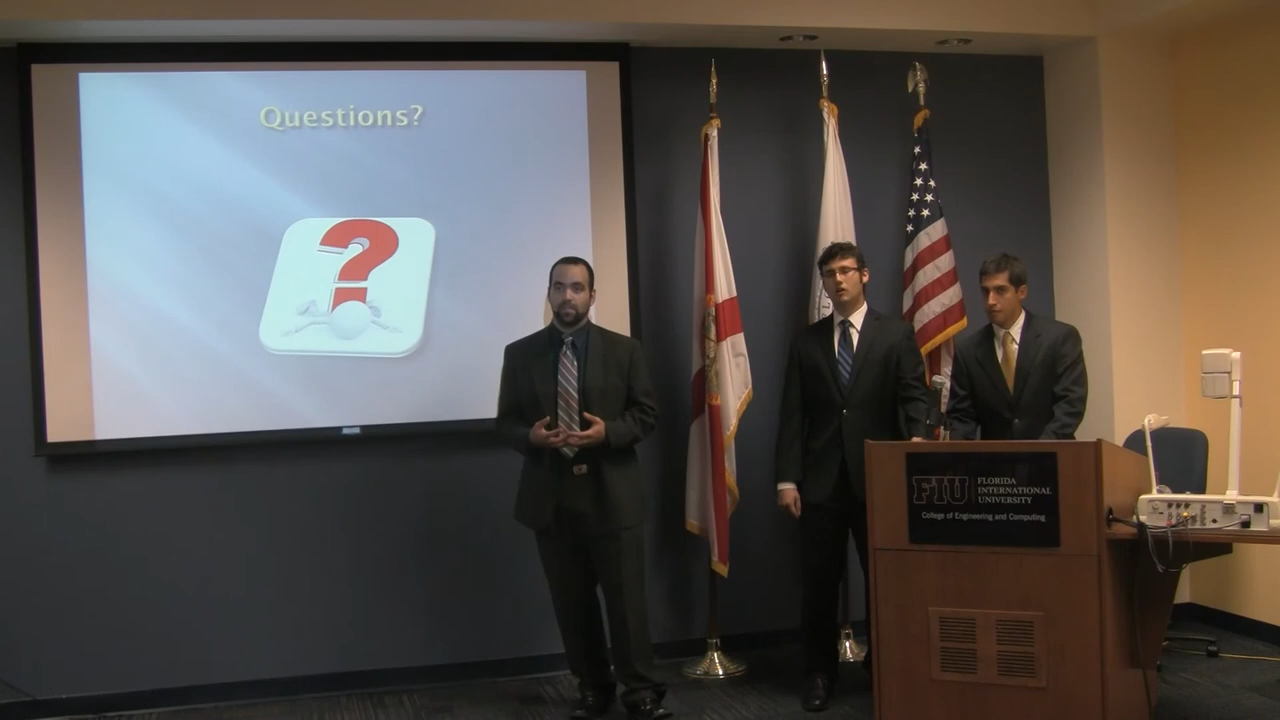 Questions?
?
FIU
FLORIDA
INTERNATIONAL
UNIVERSITY
College of Engineering and Computing